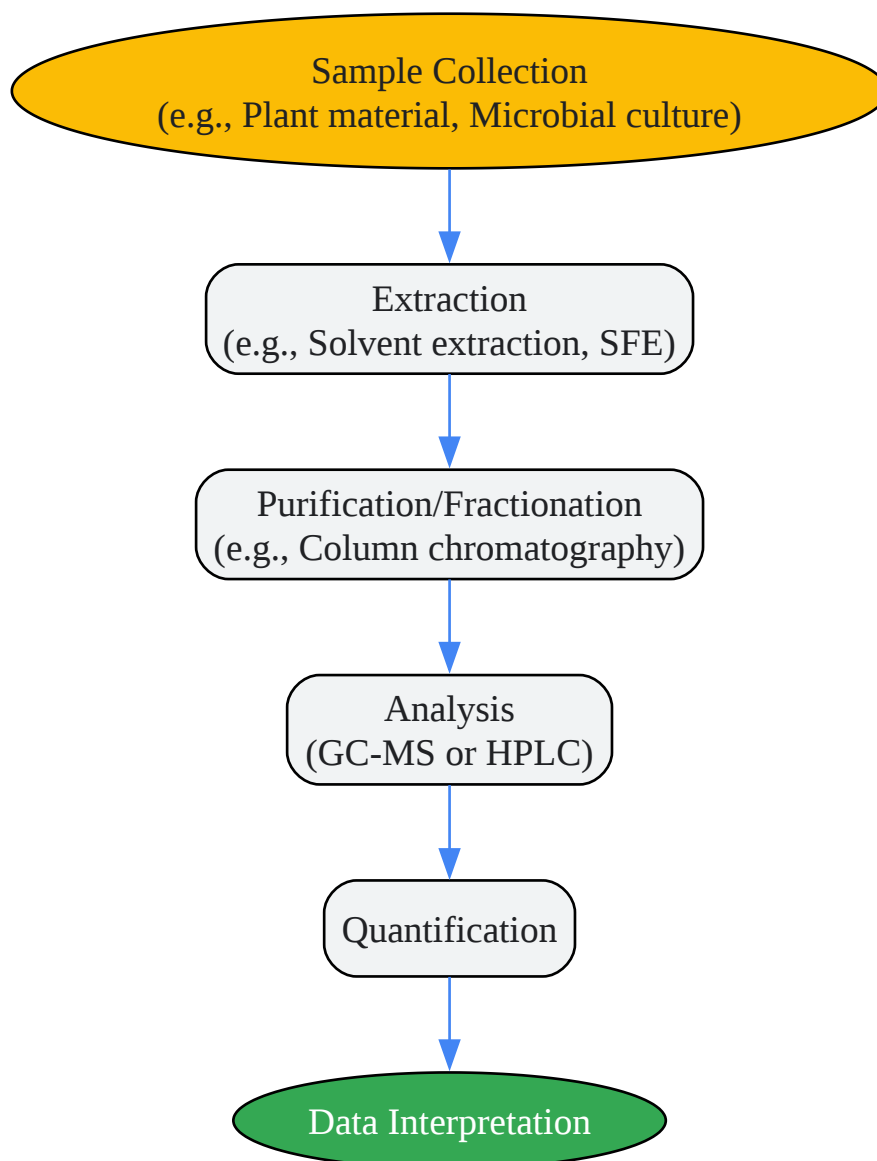 Sample Collection
(e.g., Plant material, Microbial culture)
Extraction
(e.g., Solvent extraction, SFE)
Purification/Fractionation
(e.g., Column chromatography)
Analysis
(GC-MS or HPLC)
Quantification
Data Interpretation